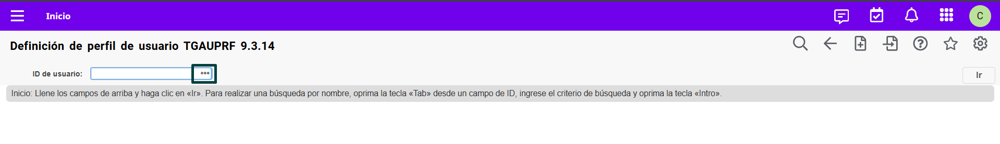 Inicio
C
Definición de perfil de usuario TGAUPRF 9.3.14
ID de usuario:
Ir
Inicio: Llene los campos de arriba y haga clic en «Ir». Para realizar una búsqueda por nombre, oprima la tecla «Tab» desde un campo de ID, ingrese el criterio de búsqueda y oprima la tecla «Intro».